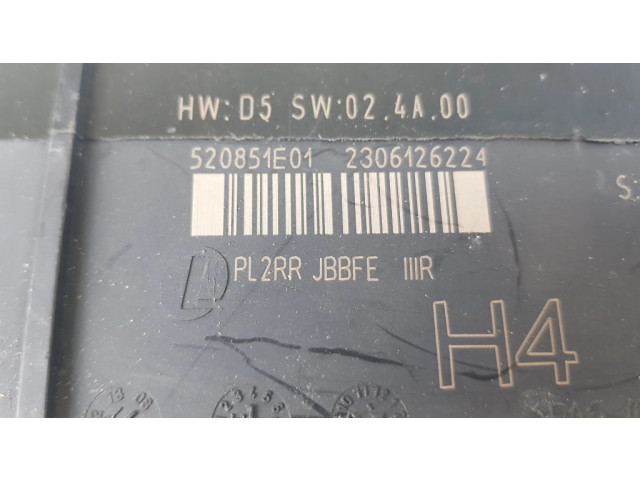 HW:D5 SW:02.4A.00
520851E01 2306126224
S:
PL2RR JBBFE IIIR
H4